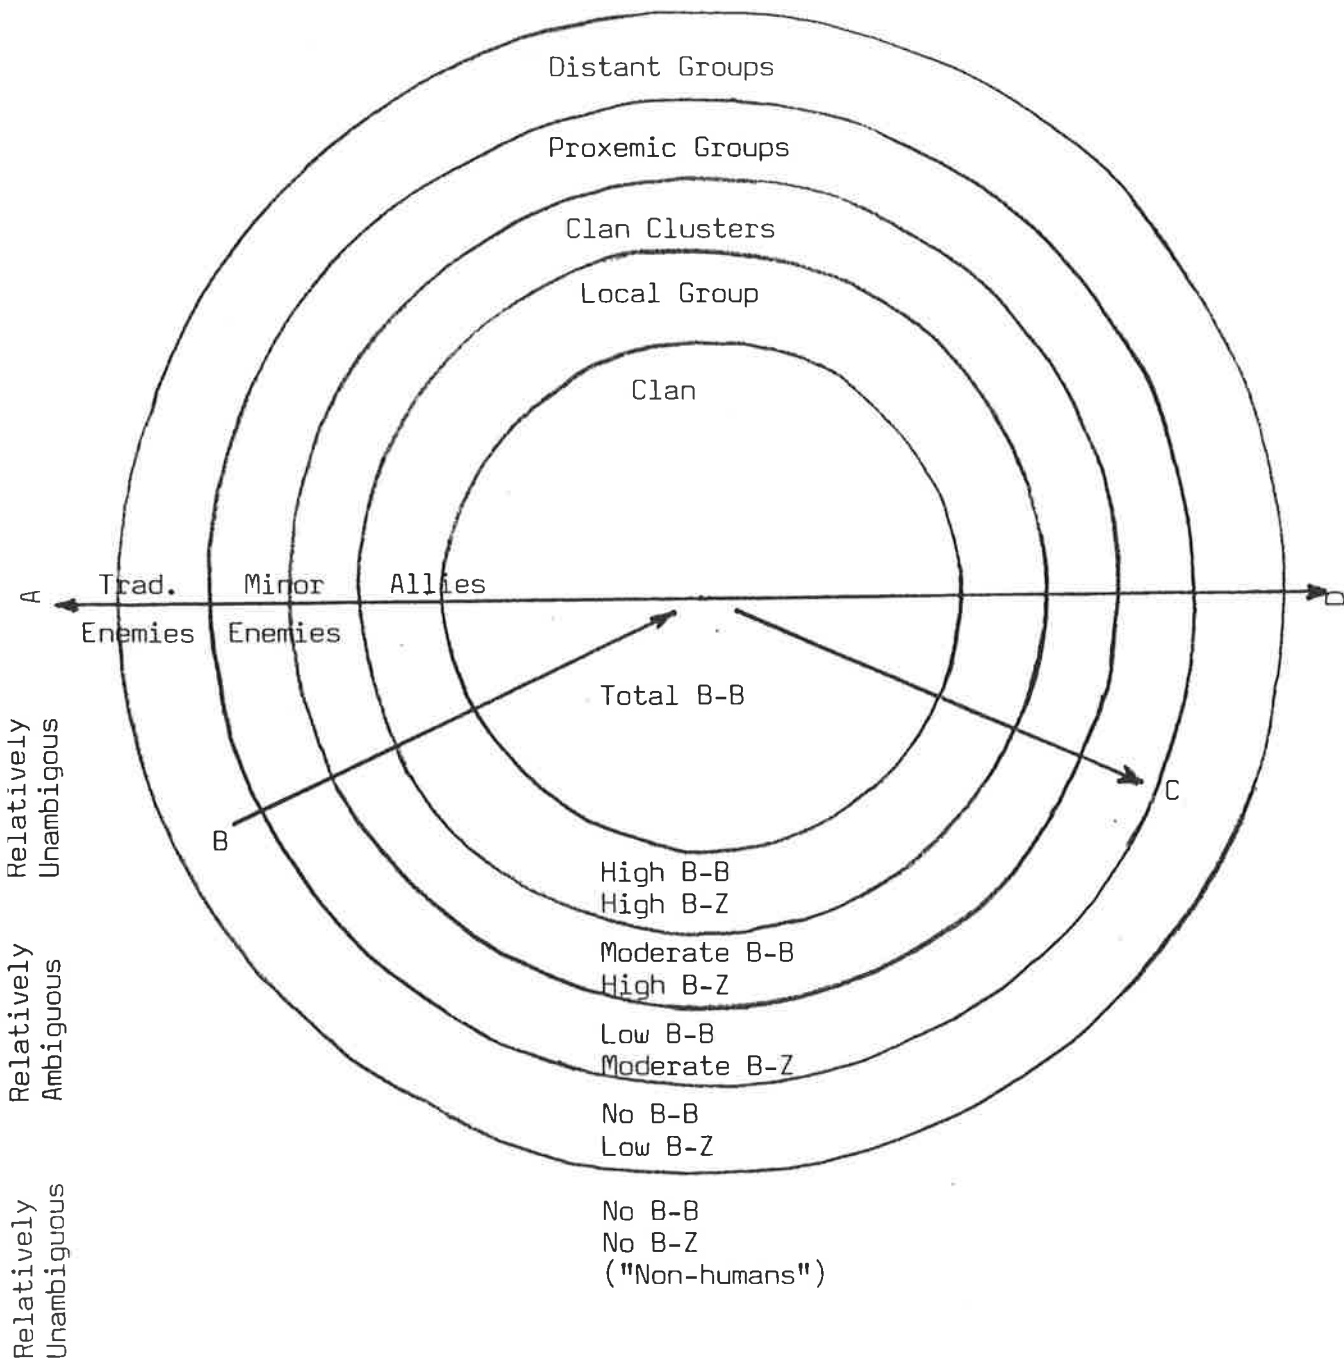 Distant Groups
Proxemic Groups
Clan Clusters
Local Group
Clan
A
Trad.
Enemies
Minor
Enemies
Allies
D
Total B-B
Relatively
Unambigous
B
C
High B-B
High B-Z
Moderate B-B
High B-Z
Relatively
Ambiguous
Low B-B
Moderate B-Z
No B-B
Low B-Z
Relatively
Unambiguous
No B-B
No B-Z
("Non-humans")